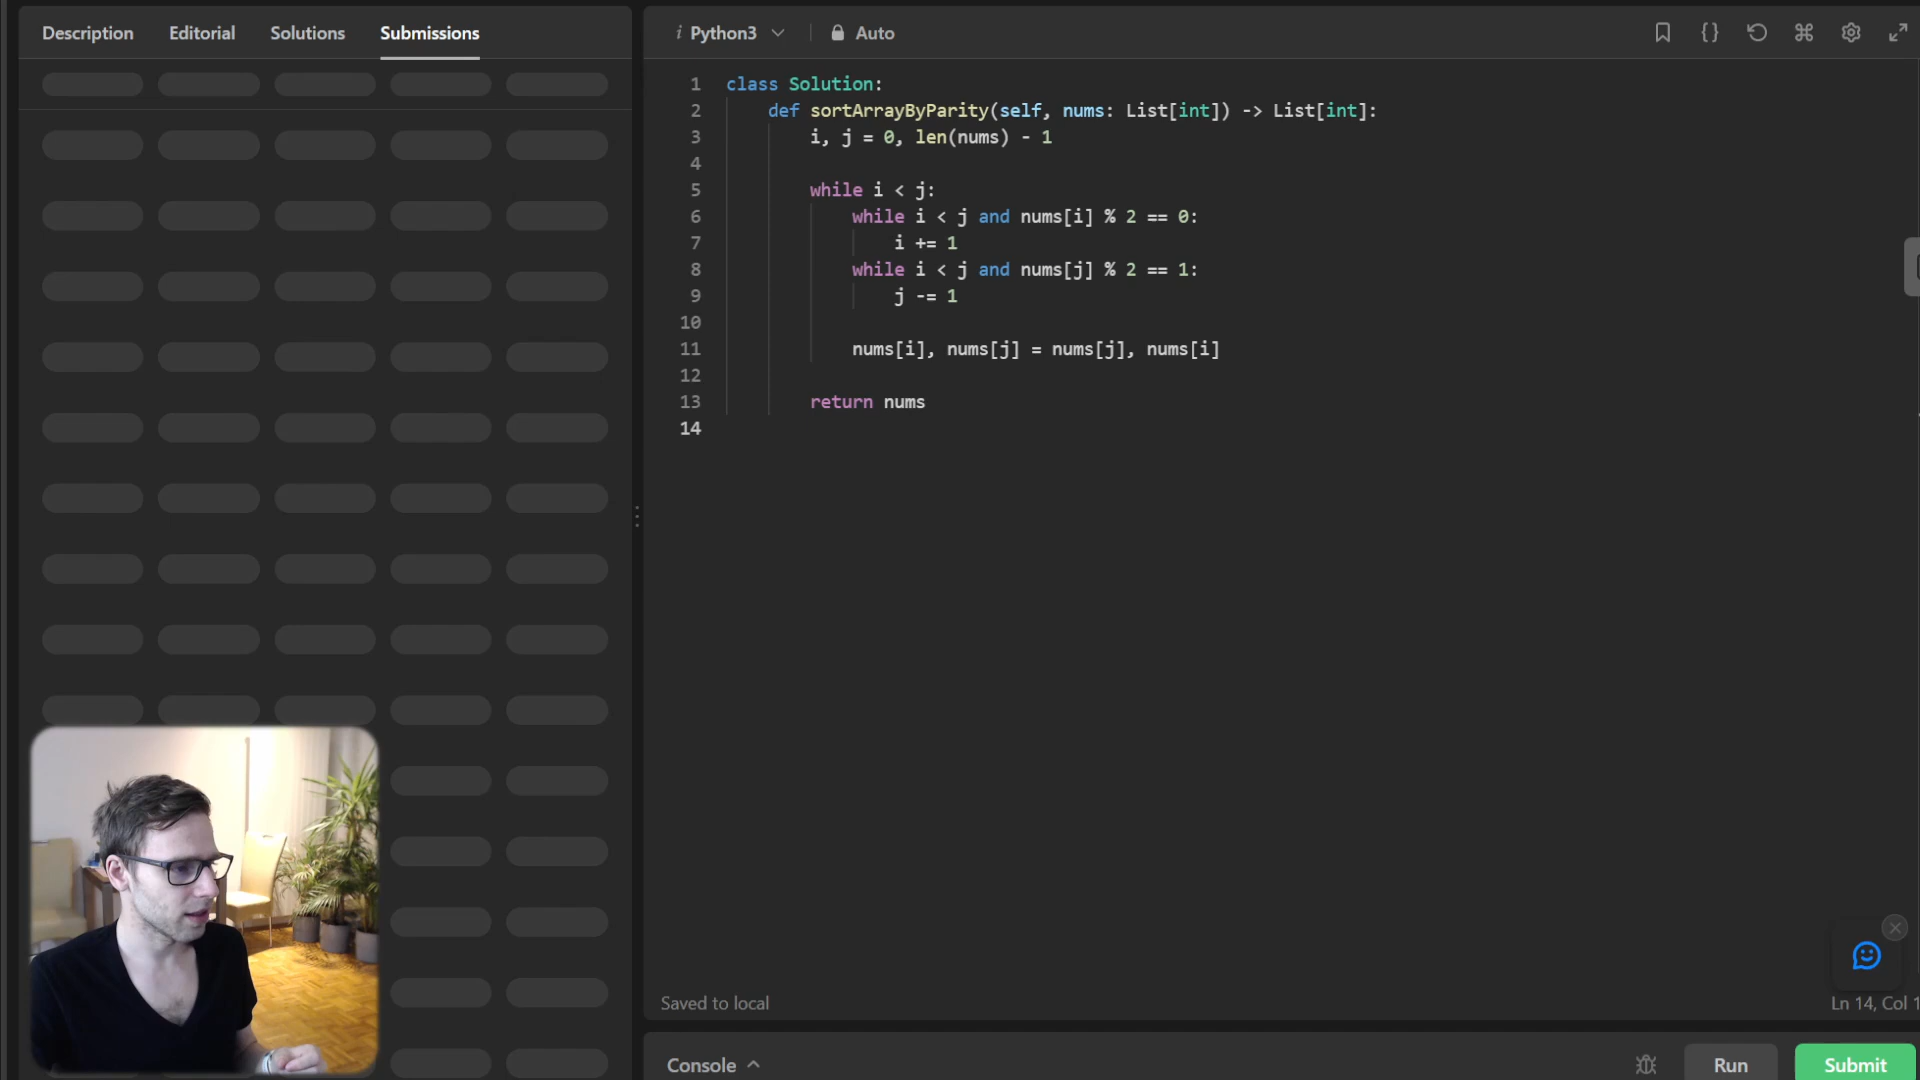 Description Editorial Solutions Submissions
i Python3 Auto {}
1 class Solution:
2 def sortArrayByParity(self, nums: List[int]) -> List[int]:
3 i, j = 0, len(nums) - 1
4
5 while i < j:
6 while i < j and nums[i] % 2 == 0:
7 i += 1
8 while i < j and nums[j] % 2 == 1:
9 j -= 1
10
11 nums[i], nums[j] = nums[j], nums[i]
12
13 return nums
14
Saved to local Ln 14, Col 1
Console Run Submit